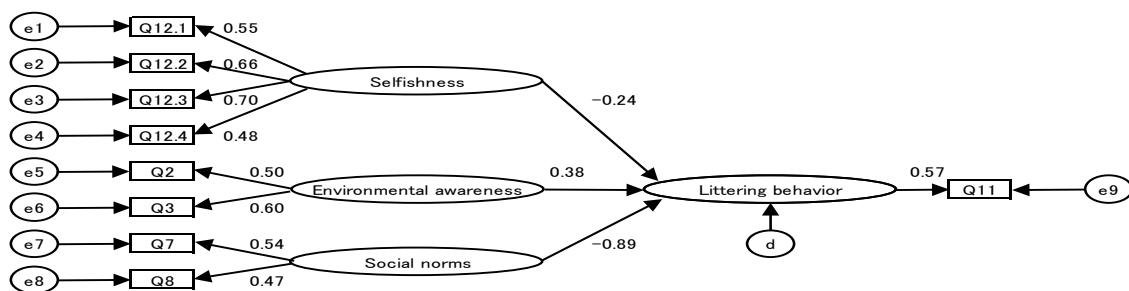 e1 Q12.1 0.55
e2 Q12.2 0.66
Selfishness
e3 Q12.3 0.70
−0.24
e4 Q12.4 0.48
e5 Q2 0.50
0.38 0.57
Environmental awareness Littering behavior Q11 e9
e6 Q3 0.60
e7 Q7 0.54
−0.89
d
Social norms
e8 Q8 0.47